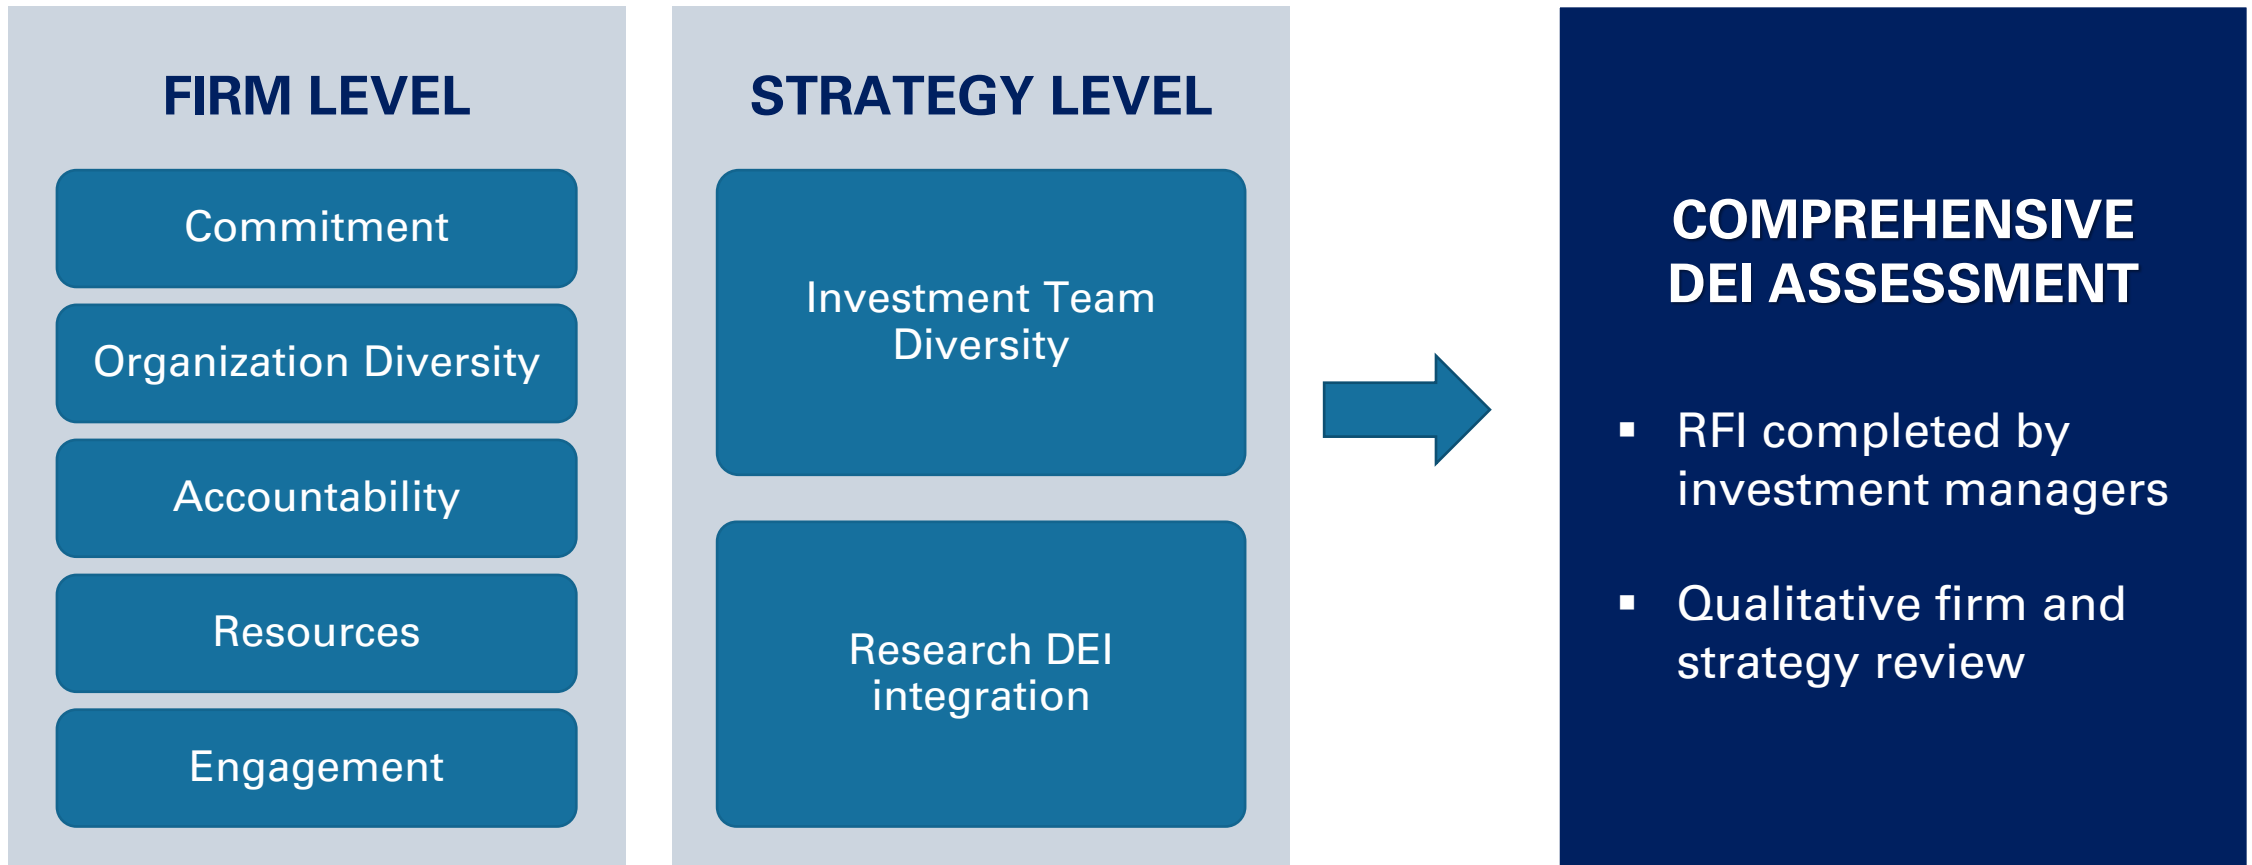 FIRM LEVEL
Commitment
Organization Diversity
Accountability
Resources
Engagement
STRATEGY LEVEL
Investment Team
Diversity
Research DEI
integration
COMPREHENSIVE
DEI ASSESSMENT
▪ RFI completed by
investment managers
▪ Qualitative firm and
strategy review